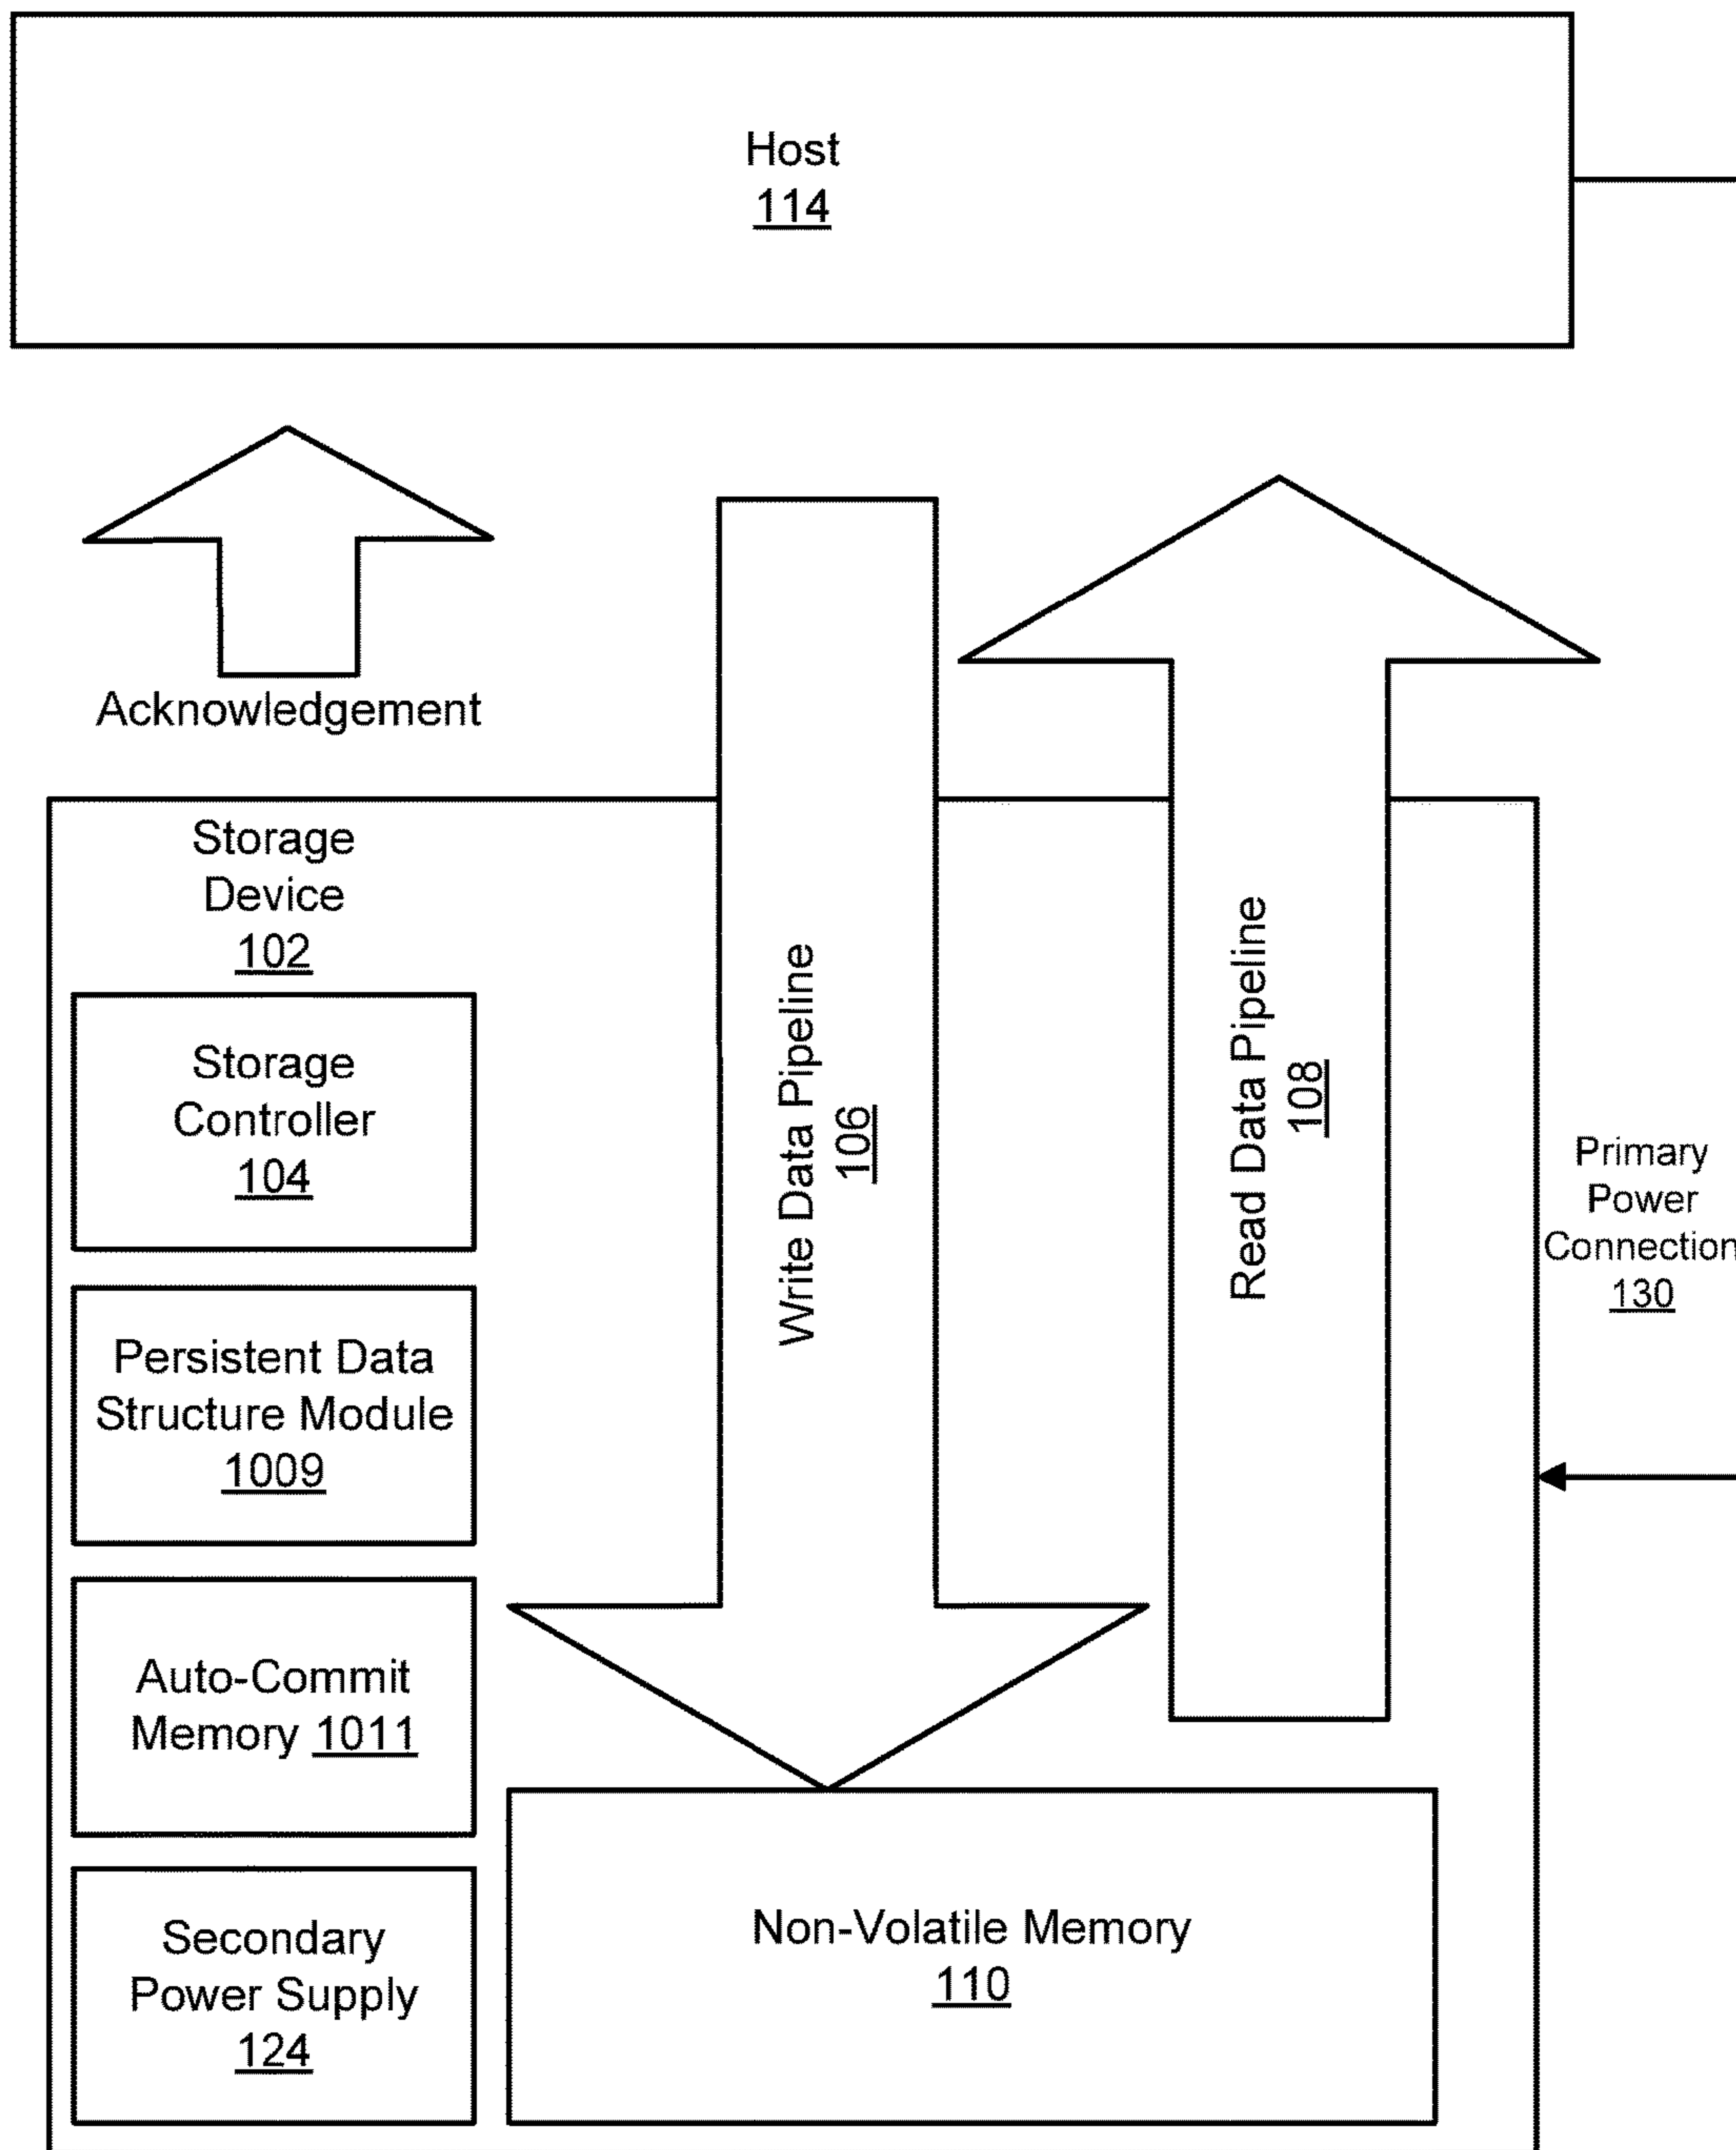 Host
114
Acknowledgement
Storage
Device
102
Storage
Controller
104
Persistent Data
Structure Module
1009
Auto-Commit
Memory 1011
Secondary
Power Supply
124
Write Data Pipeline
106
Read Data Pipeline
108
Non-Volatile Memory
110
Primary
Power
Connection
130